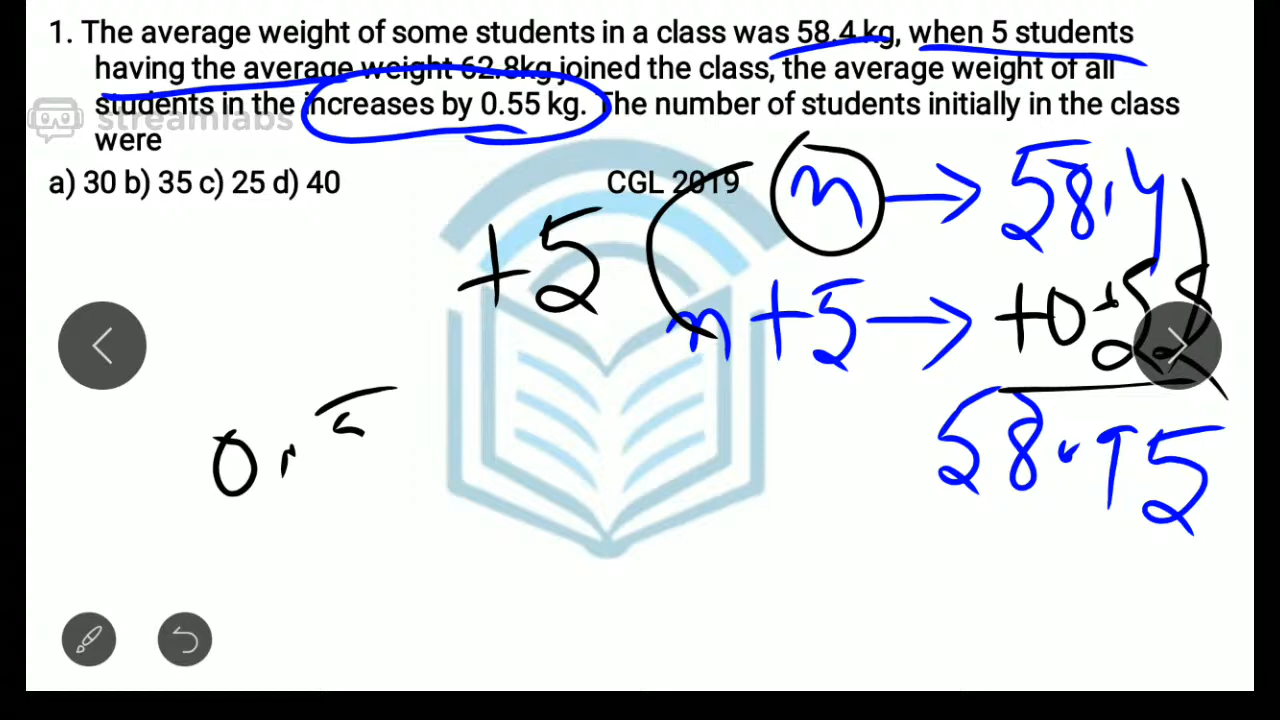 1. The average weight of some students in a class was 58.4 kg, when 5 students
having the average weight 62.8kg joined the class, the average weight of all
students in the increases by 0.55 kg. The number of students initially in the class
were
a) 30 b) 35 c) 25 d) 40
CGL 2019
streamlabs
n → 58.4
+5
n+5 → +0.55
58.95
0.